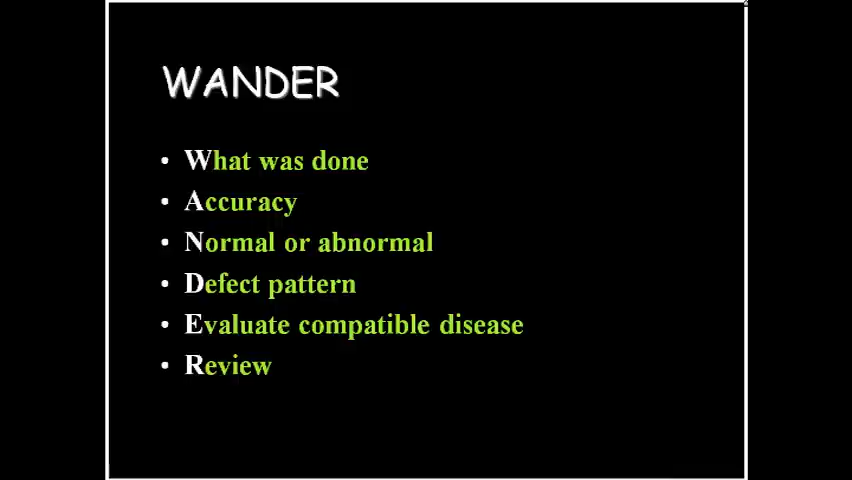 WANDER
• What was done
• Accuracy
• Normal or abnormal
• Defect pattern
• Evaluate compatible disease
• Review